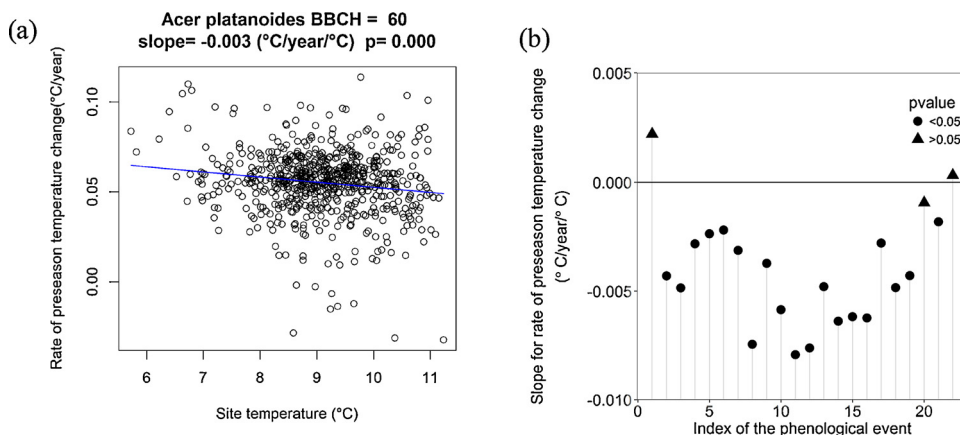 (a)
Acer platanoides BBCH = 60
slope= -0.003 (°C/year/°C) p= 0.000
Rate of preseason temperature change(°C/year)
0.10
0.05
0.00
6 7 8 9 10 11
Site temperature (°C)
(b)
Slope for rate of preseason temperature change
(° C/year/° C)
0.005
0.000
-0.005
-0.010
pvalue
<0.05
>0.05
0 5 10 15 20
Index of the phenological event